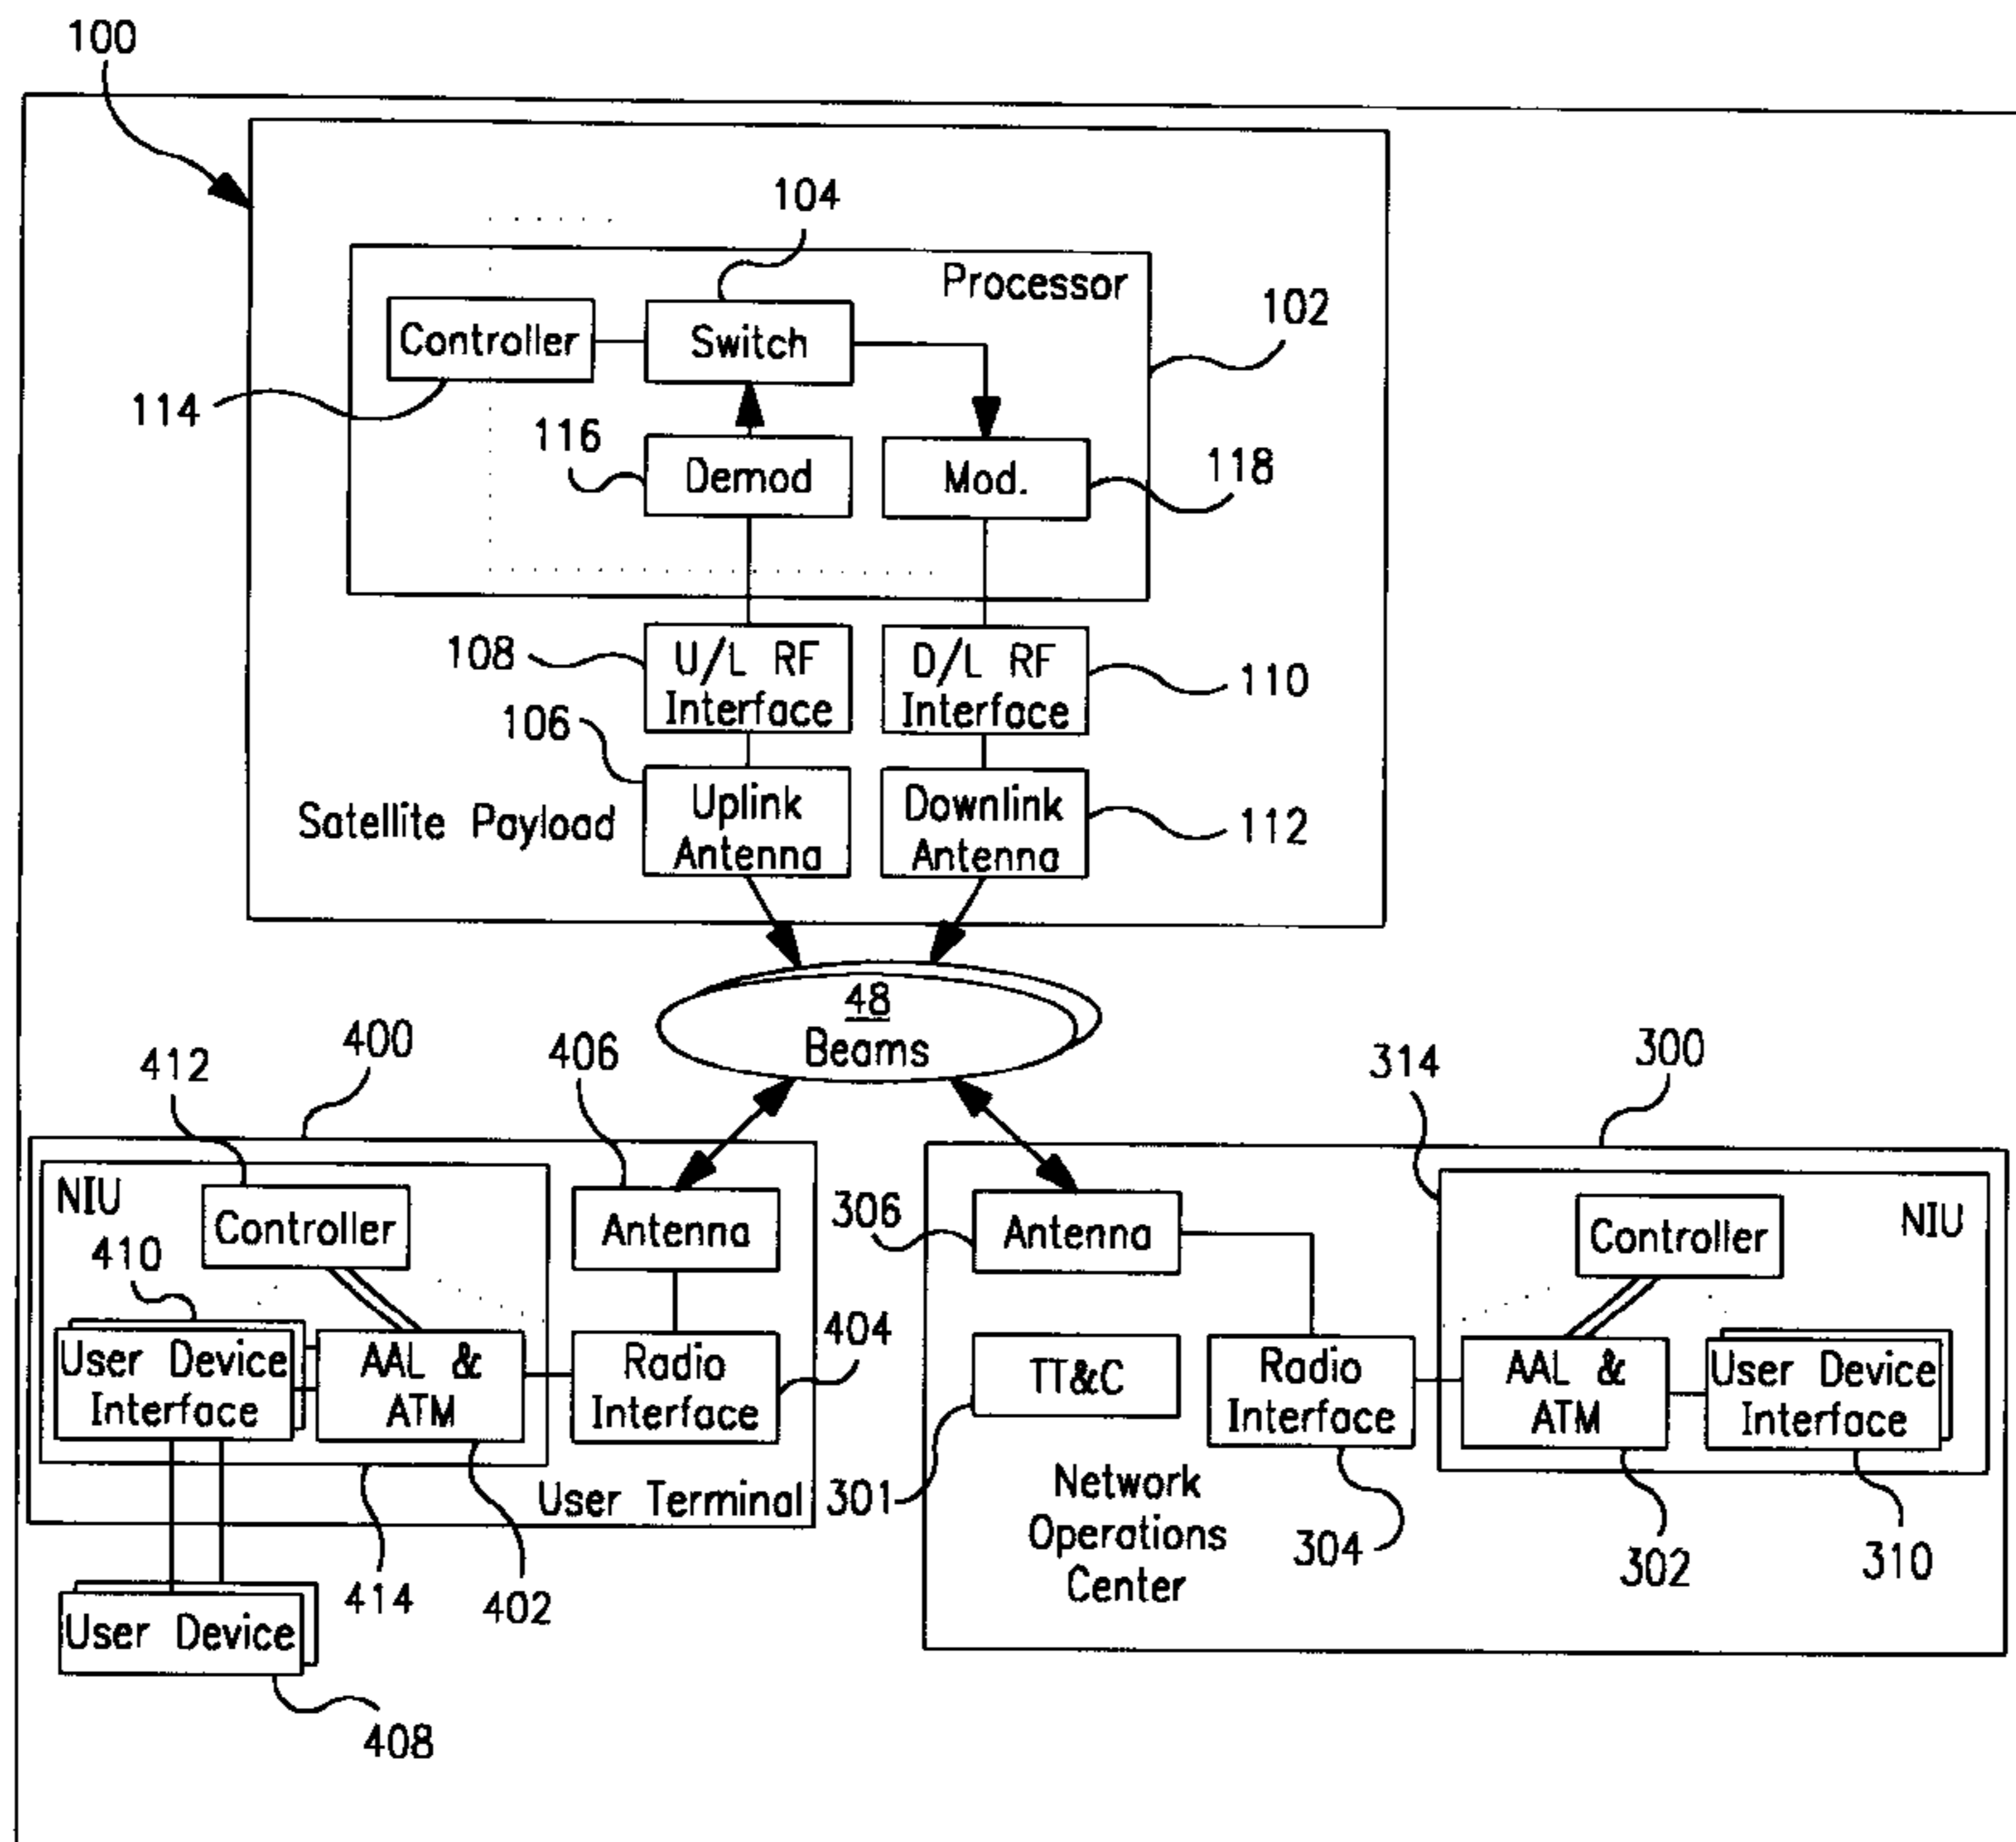 100
104
Processor
102
Controller
Switch
114
116
Demod
Mod.
118
108
U/L RF
Interface
D/L RF
Interface
110
106
Satellite Payload
Uplink
Antenna
Downlink
Antenna
112
48
Beams
412
400
406
314
300
NIU
Controller
410
Antenna
306
Antenna
Controller
NIU
User Device
Interface
AAL &
ATM
Radio
Interface
404
TT&C
Radio
Interface
AAL &
ATM
User Device
Interface
User Terminal
301
Network
Operations
Center
304
302
310
414
402
User Device
408